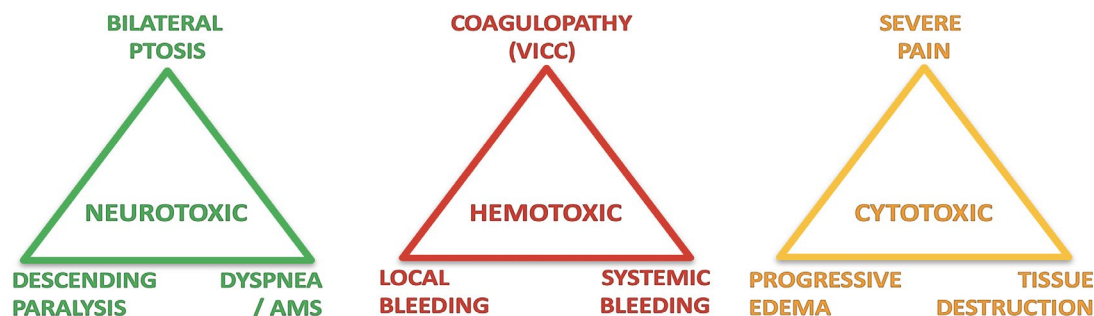 BILATERAL
PTOSIS
NEUROTOXIC
DESCENDING
PARALYSIS
DYSPNEA
/ AMS
COAGULOPATHY
(VICC)
HEMOTOXIC
LOCAL
BLEEDING
SYSTEMIC
BLEEDING
SEVERE
PAIN
CYTOTOXIC
PROGRESSIVE
EDEMA
TISSUE
DESTRUCTION